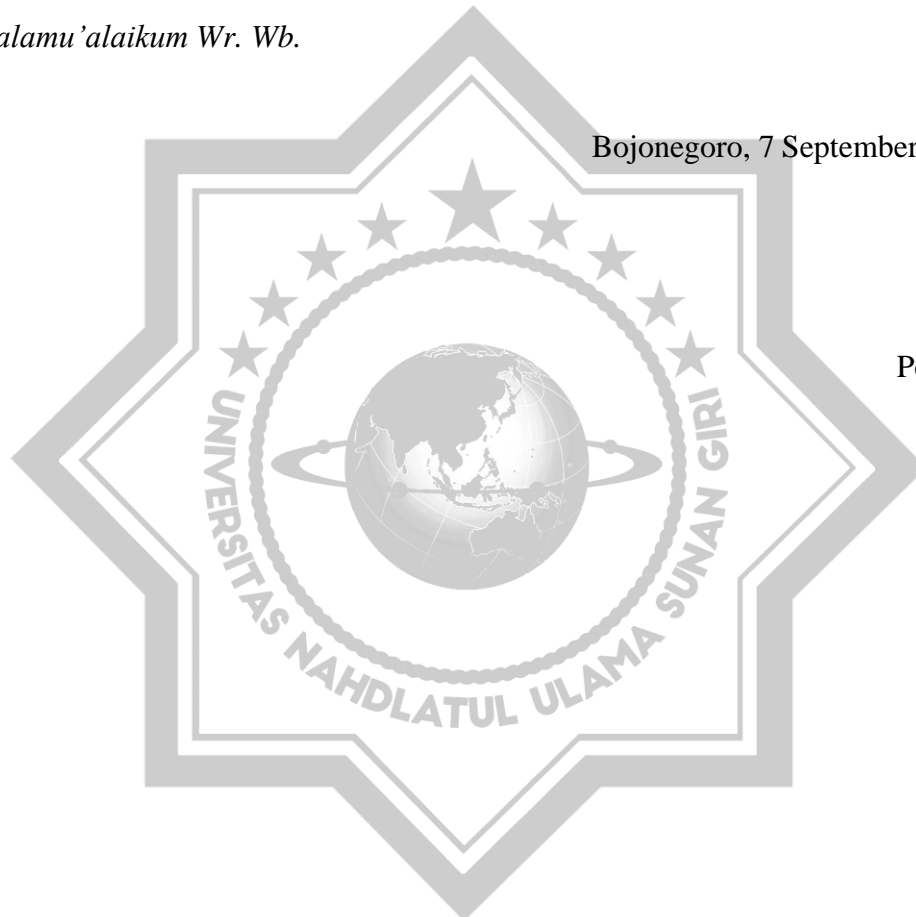 alamu’alaikum Wr. Wb.
Bojonegoro, 7 September
UNIVERSITAS NAHDLATUL ULAMA SUNAN GIRI